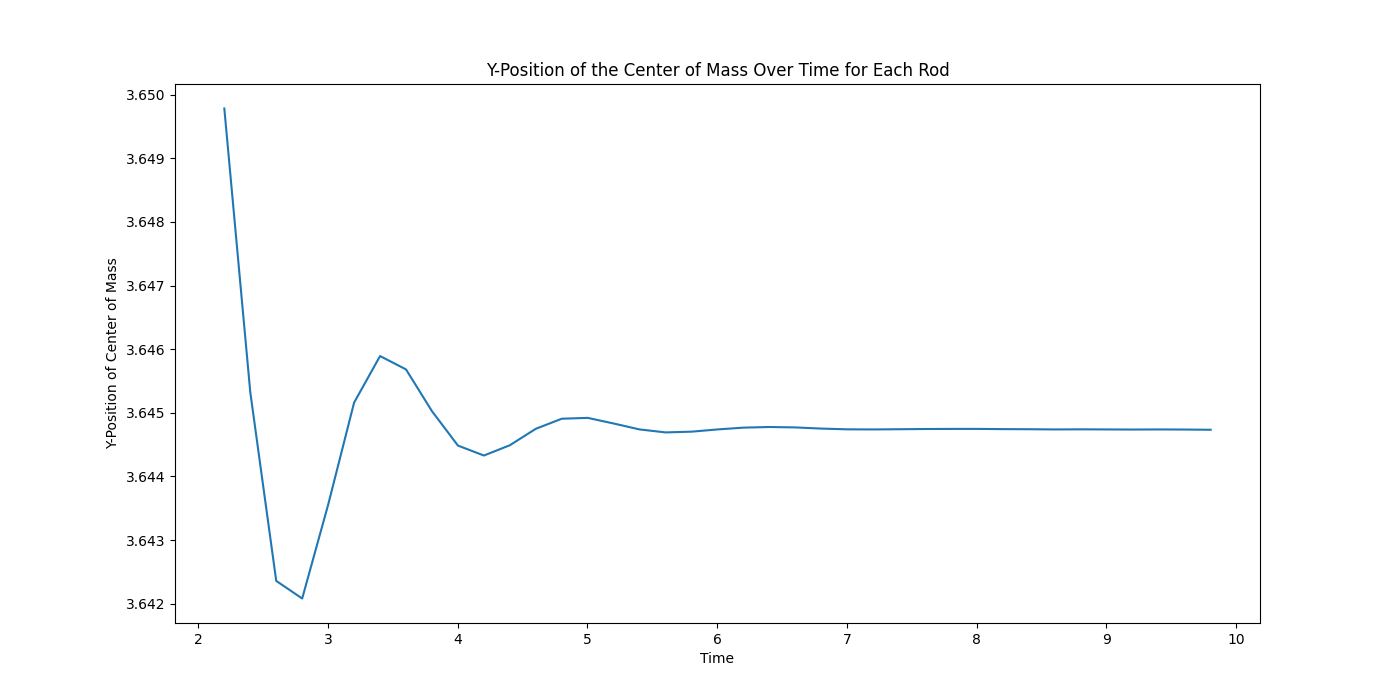 Y-Position of the Center of Mass Over Time for Each Rod
3.650
3.649
3.648
3.647
3.646
3.645
3.644
3.643
3.642
Y-Position of Center of Mass
2 3 4 5 6 7 8 9 10
Time